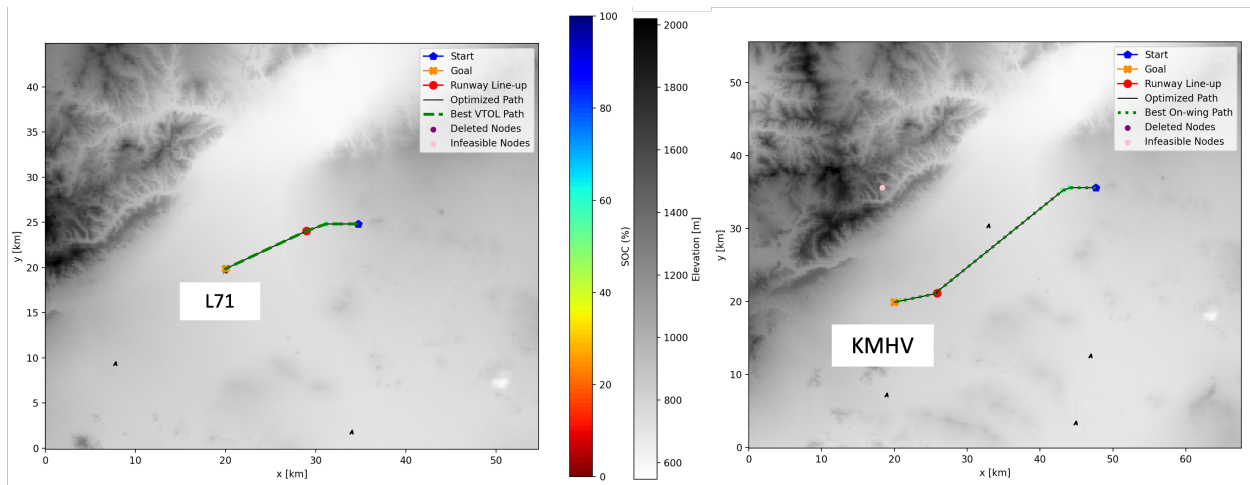 Start
Goal
Runway Line-up
Optimized Path
Best VTOL Path
Deleted Nodes
Infeasible Nodes
40
35
30
25
20
15
10
5
0
y [km]
0
10
20
30
40
50
x [km]
L71
A
A
100
80
60
40
20
0
SOC (%)
2000
1800
1600
1400
1200
1000
800
600
Elevation [m]
Start
Goal
Runway Line-up
Optimized Path
Best On-wing Path
Deleted Nodes
Infeasible Nodes
50
40
30
20
10
0
y [km]
0
10
20
30
40
50
60
x [km]
KMHV
A
A
A
A